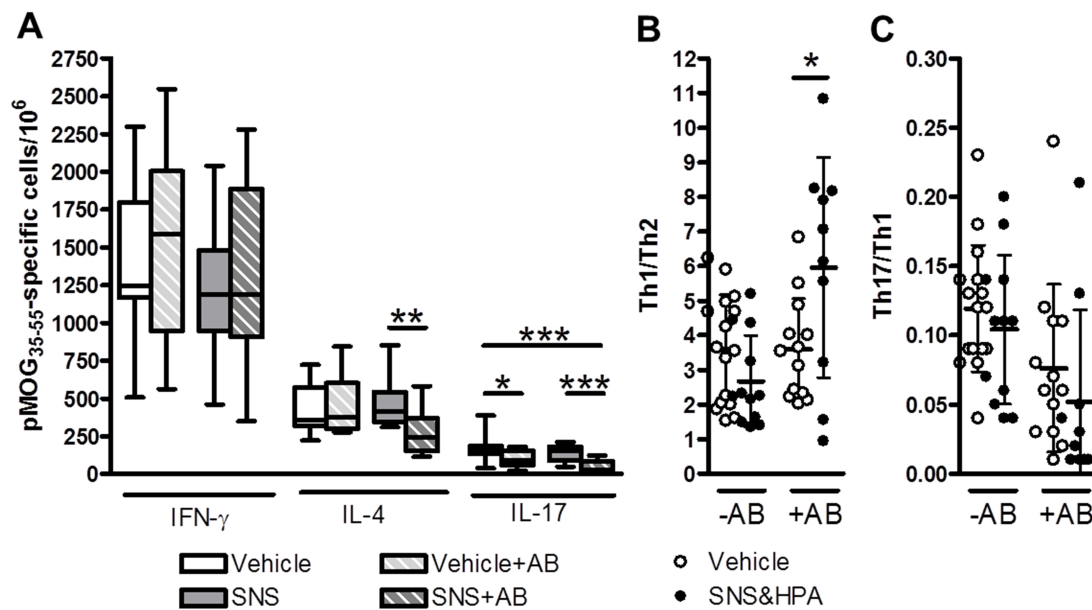 A
pMOG35-55-specific cells/10^6
2750
2500
2250
2000
1750
1500
1250
1000
750
500
250
0
**
***
*
***
IFN-γ
IL-4
IL-17
Vehicle
Vehicle+AB
SNS
SNS+AB
B
Th1/Th2
12
11
12
9
8
7
6
5
4
3
2
1
0
*
-AB
+AB
C
Th17/Th1
0.30
0.25
0.20
0.15
0.10
0.05
0.00
-AB
+AB
Vehicle
SNS&HPA